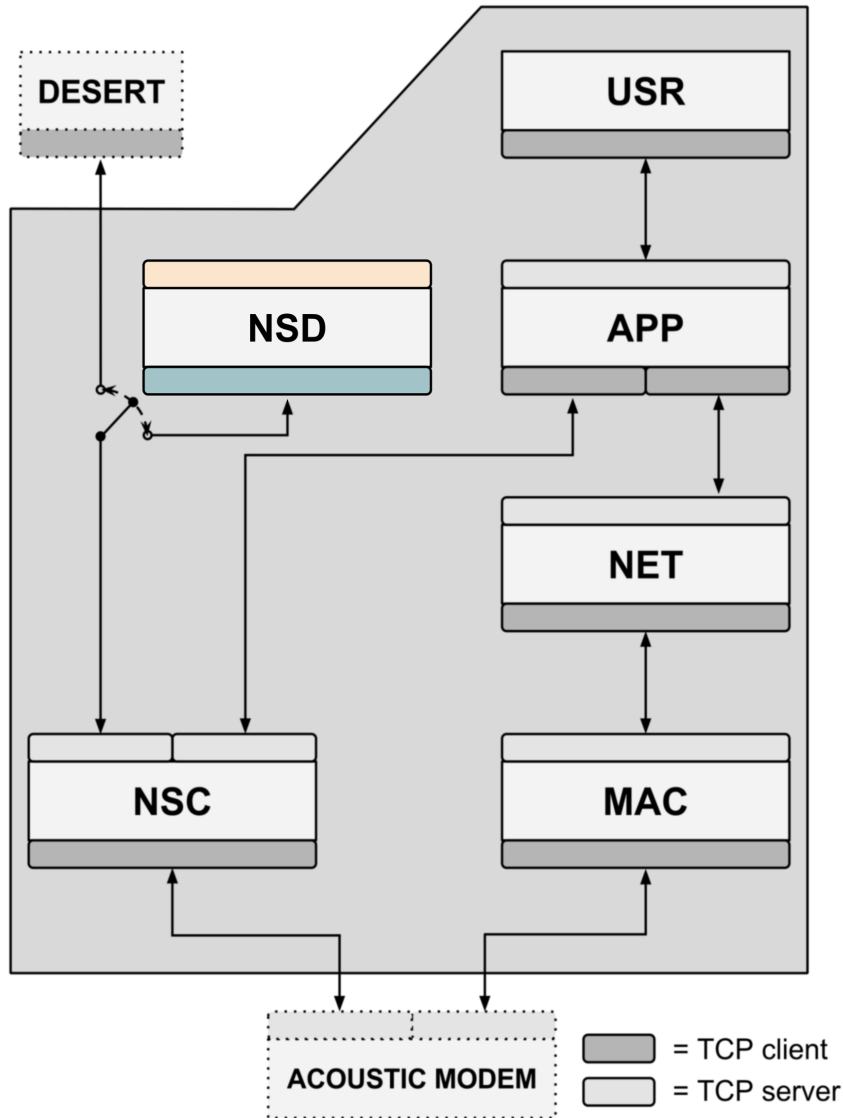 DESERT
USR
NSD
APP
NET
NSC
MAC
ACOUSTIC MODEM
= TCP client
= TCP server